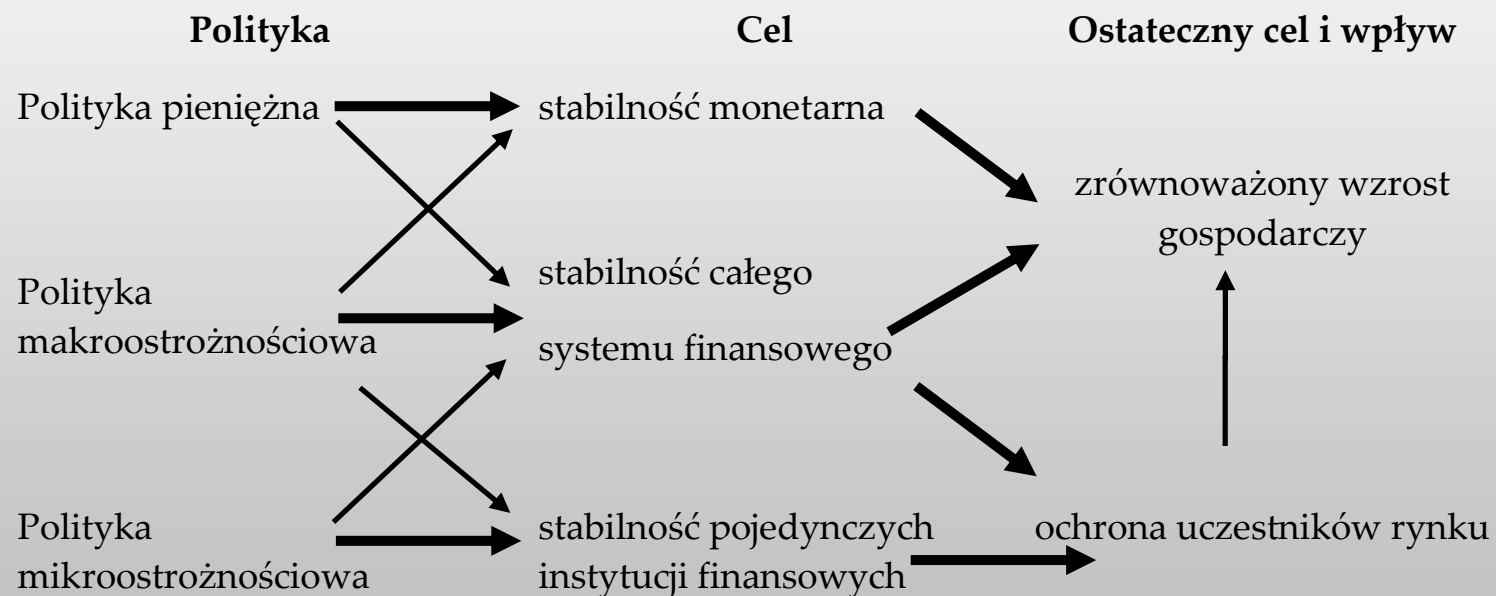 Polityka
Cel
Ostateczny cel i wpływ
Polityka pieniężna
stabilność monetarna
zrównoważony wzrost
gospodarczy
Polityka
makroostrożnościowa
stabilność całego
systemu finansowego
Polityka
mikroostrożnościowa
stabilność pojedynczych
instytucji finansowych
ochrona uczestników rynku